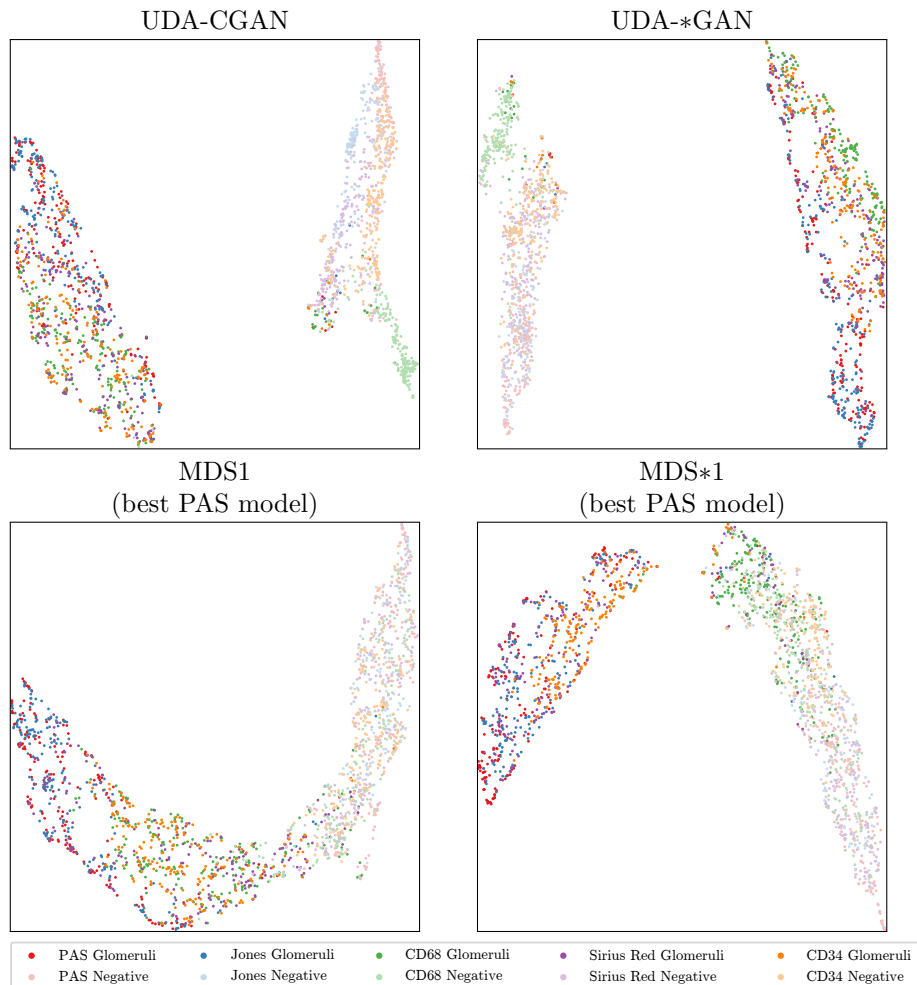 UDA-CGAN
UDA-∗GAN
MDS1
(best PAS model)
MDS∗1
(best PAS model)
PAS Glomeruli Jones Glomeruli CD68 Glomeruli Sirius Red Glomeruli CD34 Glomeruli
PAS Negative Jones Negative CD68 Negative Sirius Red Negative CD34 Negative